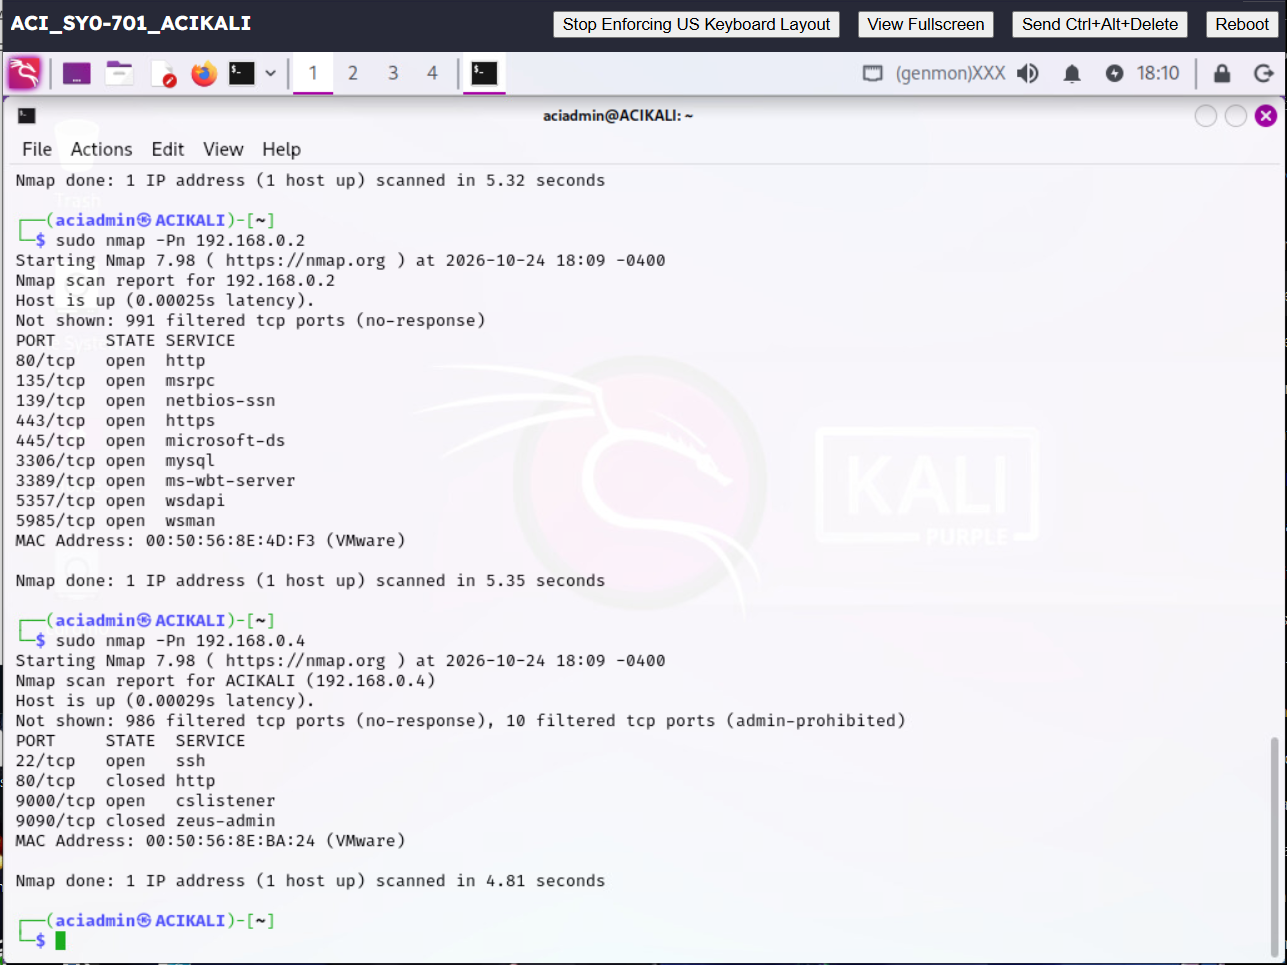 ACI_SY0-701_ACIKALI
Stop Enforcing US Keyboard Layout
View Fullscreen
Send Ctrl+Alt+Delete
Reboot
1 2 3 4
(genmon)XXX
18:10
aciadmin@ACIKALI: ~
File Actions Edit View Help
Nmap done: 1 IP address (1 host up) scanned in 5.32 seconds
Trash
┌──(aciadmin㉿ACIKALI)-[~]
└─$ sudo nmap -Pn 192.168.0.2
Starting Nmap 7.98 ( https://nmap.org ) at 2026-10-24 18:09 -0400
Nmap scan report for 192.168.0.2
Host is up (0.00025s latency).
Not shown: 991 filtered tcp ports (no-response)
PORT     STATE SERVICE
80/tcp   open  http
135/tcp  open  msrpc
139/tcp  open  netbios-ssn
443/tcp  open  https
445/tcp  open  microsoft-ds
3306/tcp open  mysql
3389/tcp open  ms-wbt-server
5357/tcp open  wsdapi
5985/tcp open  wsman
MAC Address: 00:50:56:8E:4D:F3 (VMware)
KALI
PURPLE
Nmap done: 1 IP address (1 host up) scanned in 5.35 seconds
┌──(aciadmin㉿ACIKALI)-[~]
└─$ sudo nmap -Pn 192.168.0.4
Starting Nmap 7.98 ( https://nmap.org ) at 2026-10-24 18:09 -0400
Nmap scan report for ACIKALI (192.168.0.4)
Host is up (0.00029s latency).
Not shown: 986 filtered tcp ports (no-response), 10 filtered tcp ports (admin-prohibited)
PORT     STATE  SERVICE
22/tcp   open   ssh
80/tcp   closed http
9000/tcp open   cslistener
9090/tcp closed zeus-admin
MAC Address: 00:50:56:8E:BA:24 (VMware)
Nmap done: 1 IP address (1 host up) scanned in 4.81 seconds
┌──(aciadmin㉿ACIKALI)-[~]
└─$